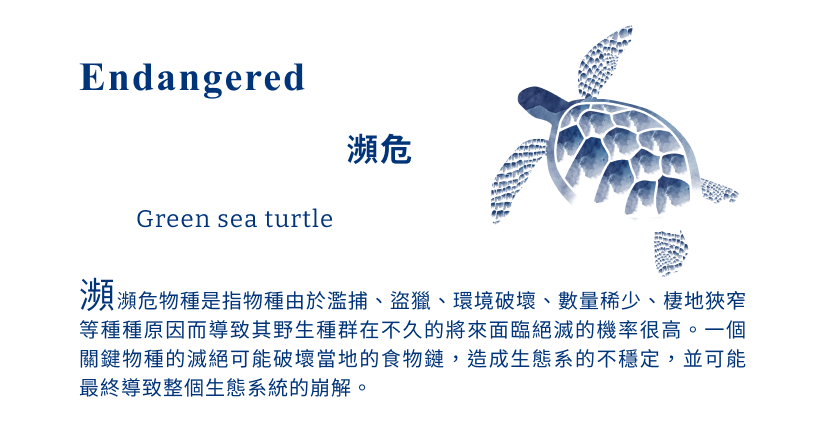 Endangered
瀕危
Green sea turtle
瀕瀕危物種是指物種由於濫捕、盜獵、環境破壞、數量稀少、棲地狹窄
等種種原因而導致其野生種群在不久的將來面臨絕滅的機率很高。一個
關鍵物種的滅絕可能破壞當地的食物鏈，造成生態系的不穩定，並可能
最終導致整個生態系統的崩解。